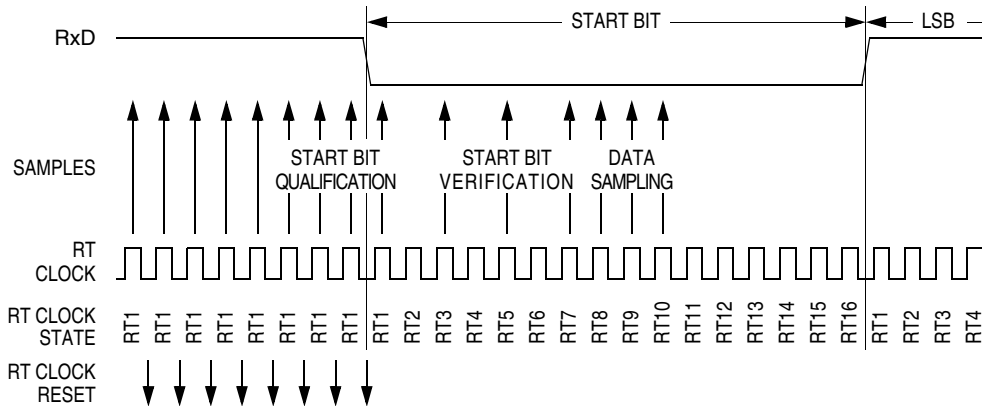 START BIT LSB
RxD
SAMPLES
START BIT QUALIFICATION
START BIT VERIFICATION
DATA SAMPLING
RT CLOCK
RT CLOCK STATE
RT1 RT1 RT1 RT1 RT1 RT1 RT1 RT1 RT1 RT2 RT3 RT4 RT5 RT6 RT7 RT8 RT9 RT10 RT11 RT12 RT13 RT14 RT15 RT16 RT1 RT2 RT3 RT4
RT CLOCK RESET